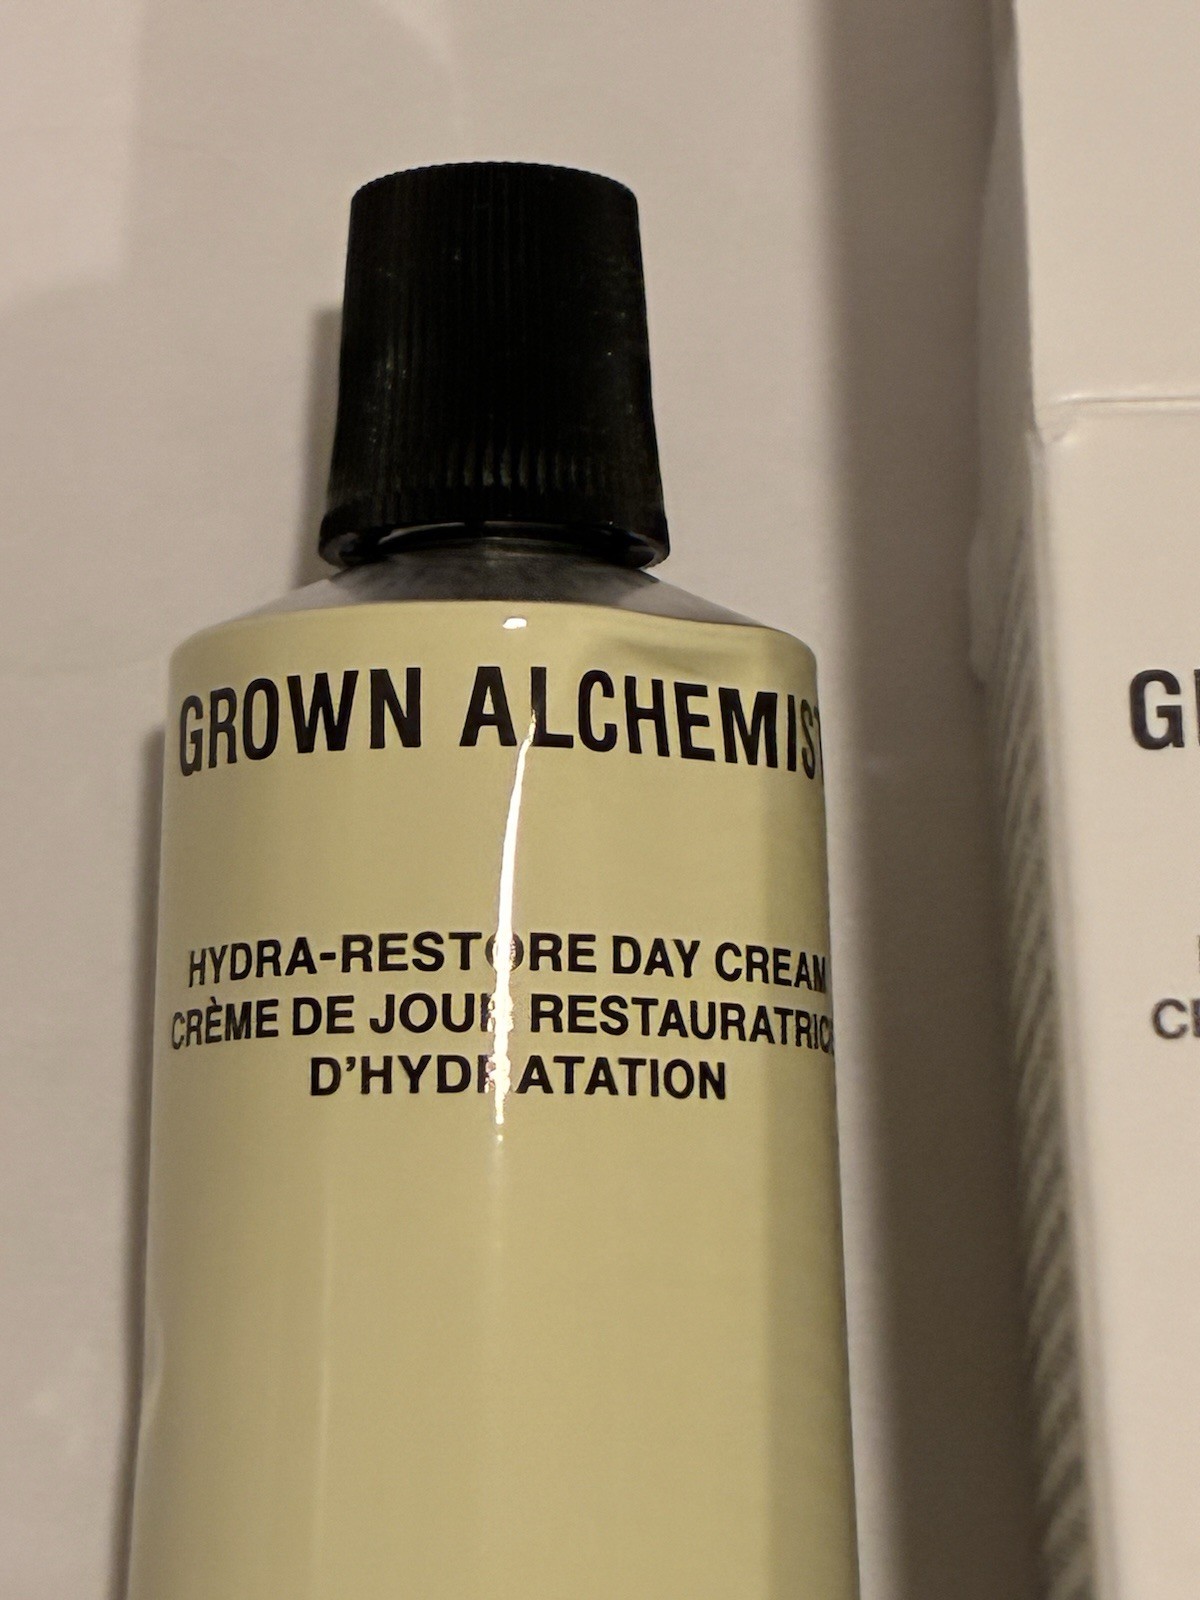 GROWN ALCHEMIST
HYDRA-RESTORE DAY CREAM
CRÈME DE JOUR RESTAURATRICE
D'HYDRATATION